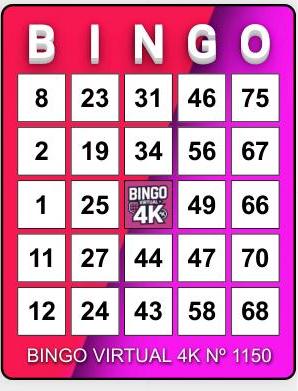 BINGO
8 23 31 46 75
2 19 34 56 67
1 25 BINGO VIRTUAL 4K 49 66
11 27 44 47 70
12 24 43 58 68
BINGO VIRTUAL 4K Nº 1150